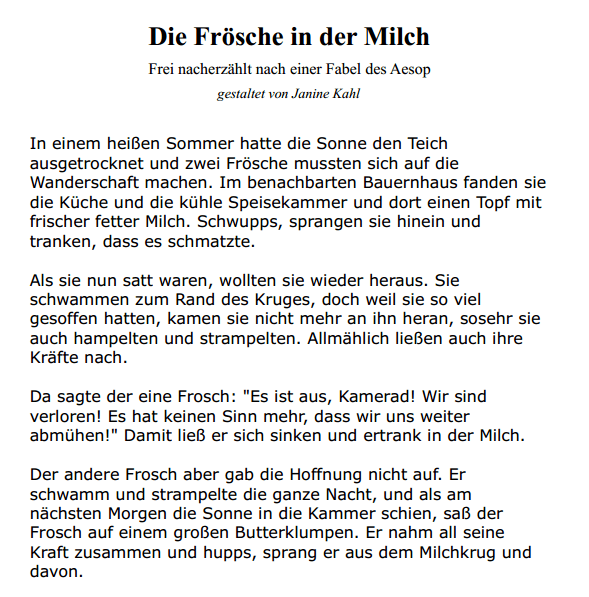 Die Frösche in der Milch
Frei nacherzählt nach einer Fabel des Aesop
gestaltet von Janine Kahl
In einem heißen Sommer hatte die Sonne den Teich
ausgetrocknet und zwei Frösche mussten sich auf die
Wanderschaft machen. Im benachbarten Bauernhaus fanden sie
die Küche und die kühle Speisekammer und dort einen Topf mit
frischer fetter Milch. Schwupps, sprangen sie hinein und
tranken, dass es schmatzte.
Als sie nun satt waren, wollten sie wieder heraus. Sie
schwammen zum Rand des Kruges, doch weil sie so viel
gesoffen hatten, kamen sie nicht mehr an ihn heran, sosehr sie
auch hampelten und strampelten. Allmählich ließen auch ihre
Kräfte nach.
Da sagte der eine Frosch: "Es ist aus, Kamerad! Wir sind
verloren! Es hat keinen Sinn mehr, dass wir uns weiter
abmühen!" Damit ließ er sich sinken und ertrank in der Milch.
Der andere Frosch aber gab die Hoffnung nicht auf. Er
schwamm und strampelte die ganze Nacht, und als am
nächsten Morgen die Sonne in die Kammer schien, saß der
Frosch auf einem großen Butterklumpen. Er nahm all seine
Kraft zusammen und hupps, sprang er aus dem Milchkrug und
davon.